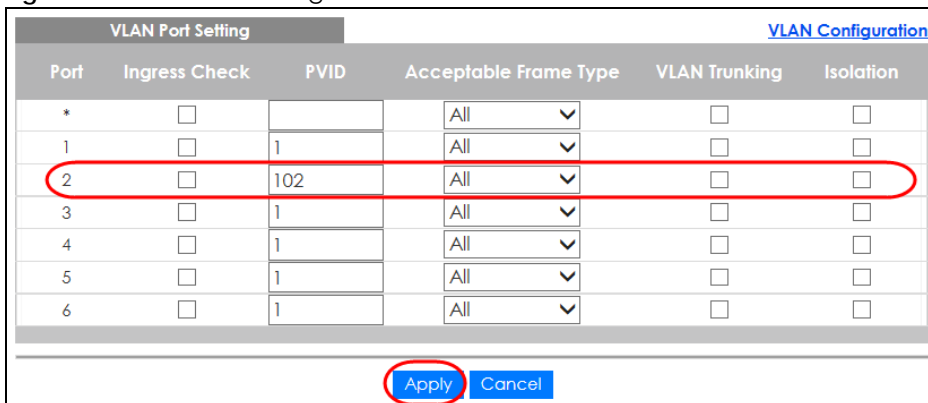 VLAN Port Setting VLAN Configuration
Port Ingress Check PVID Acceptable Frame Type VLAN Trunking Isolation
* All
1 1 All
2 102 All
3 1 All
4 1 All
5 1 All
6 1 All
Apply Cancel